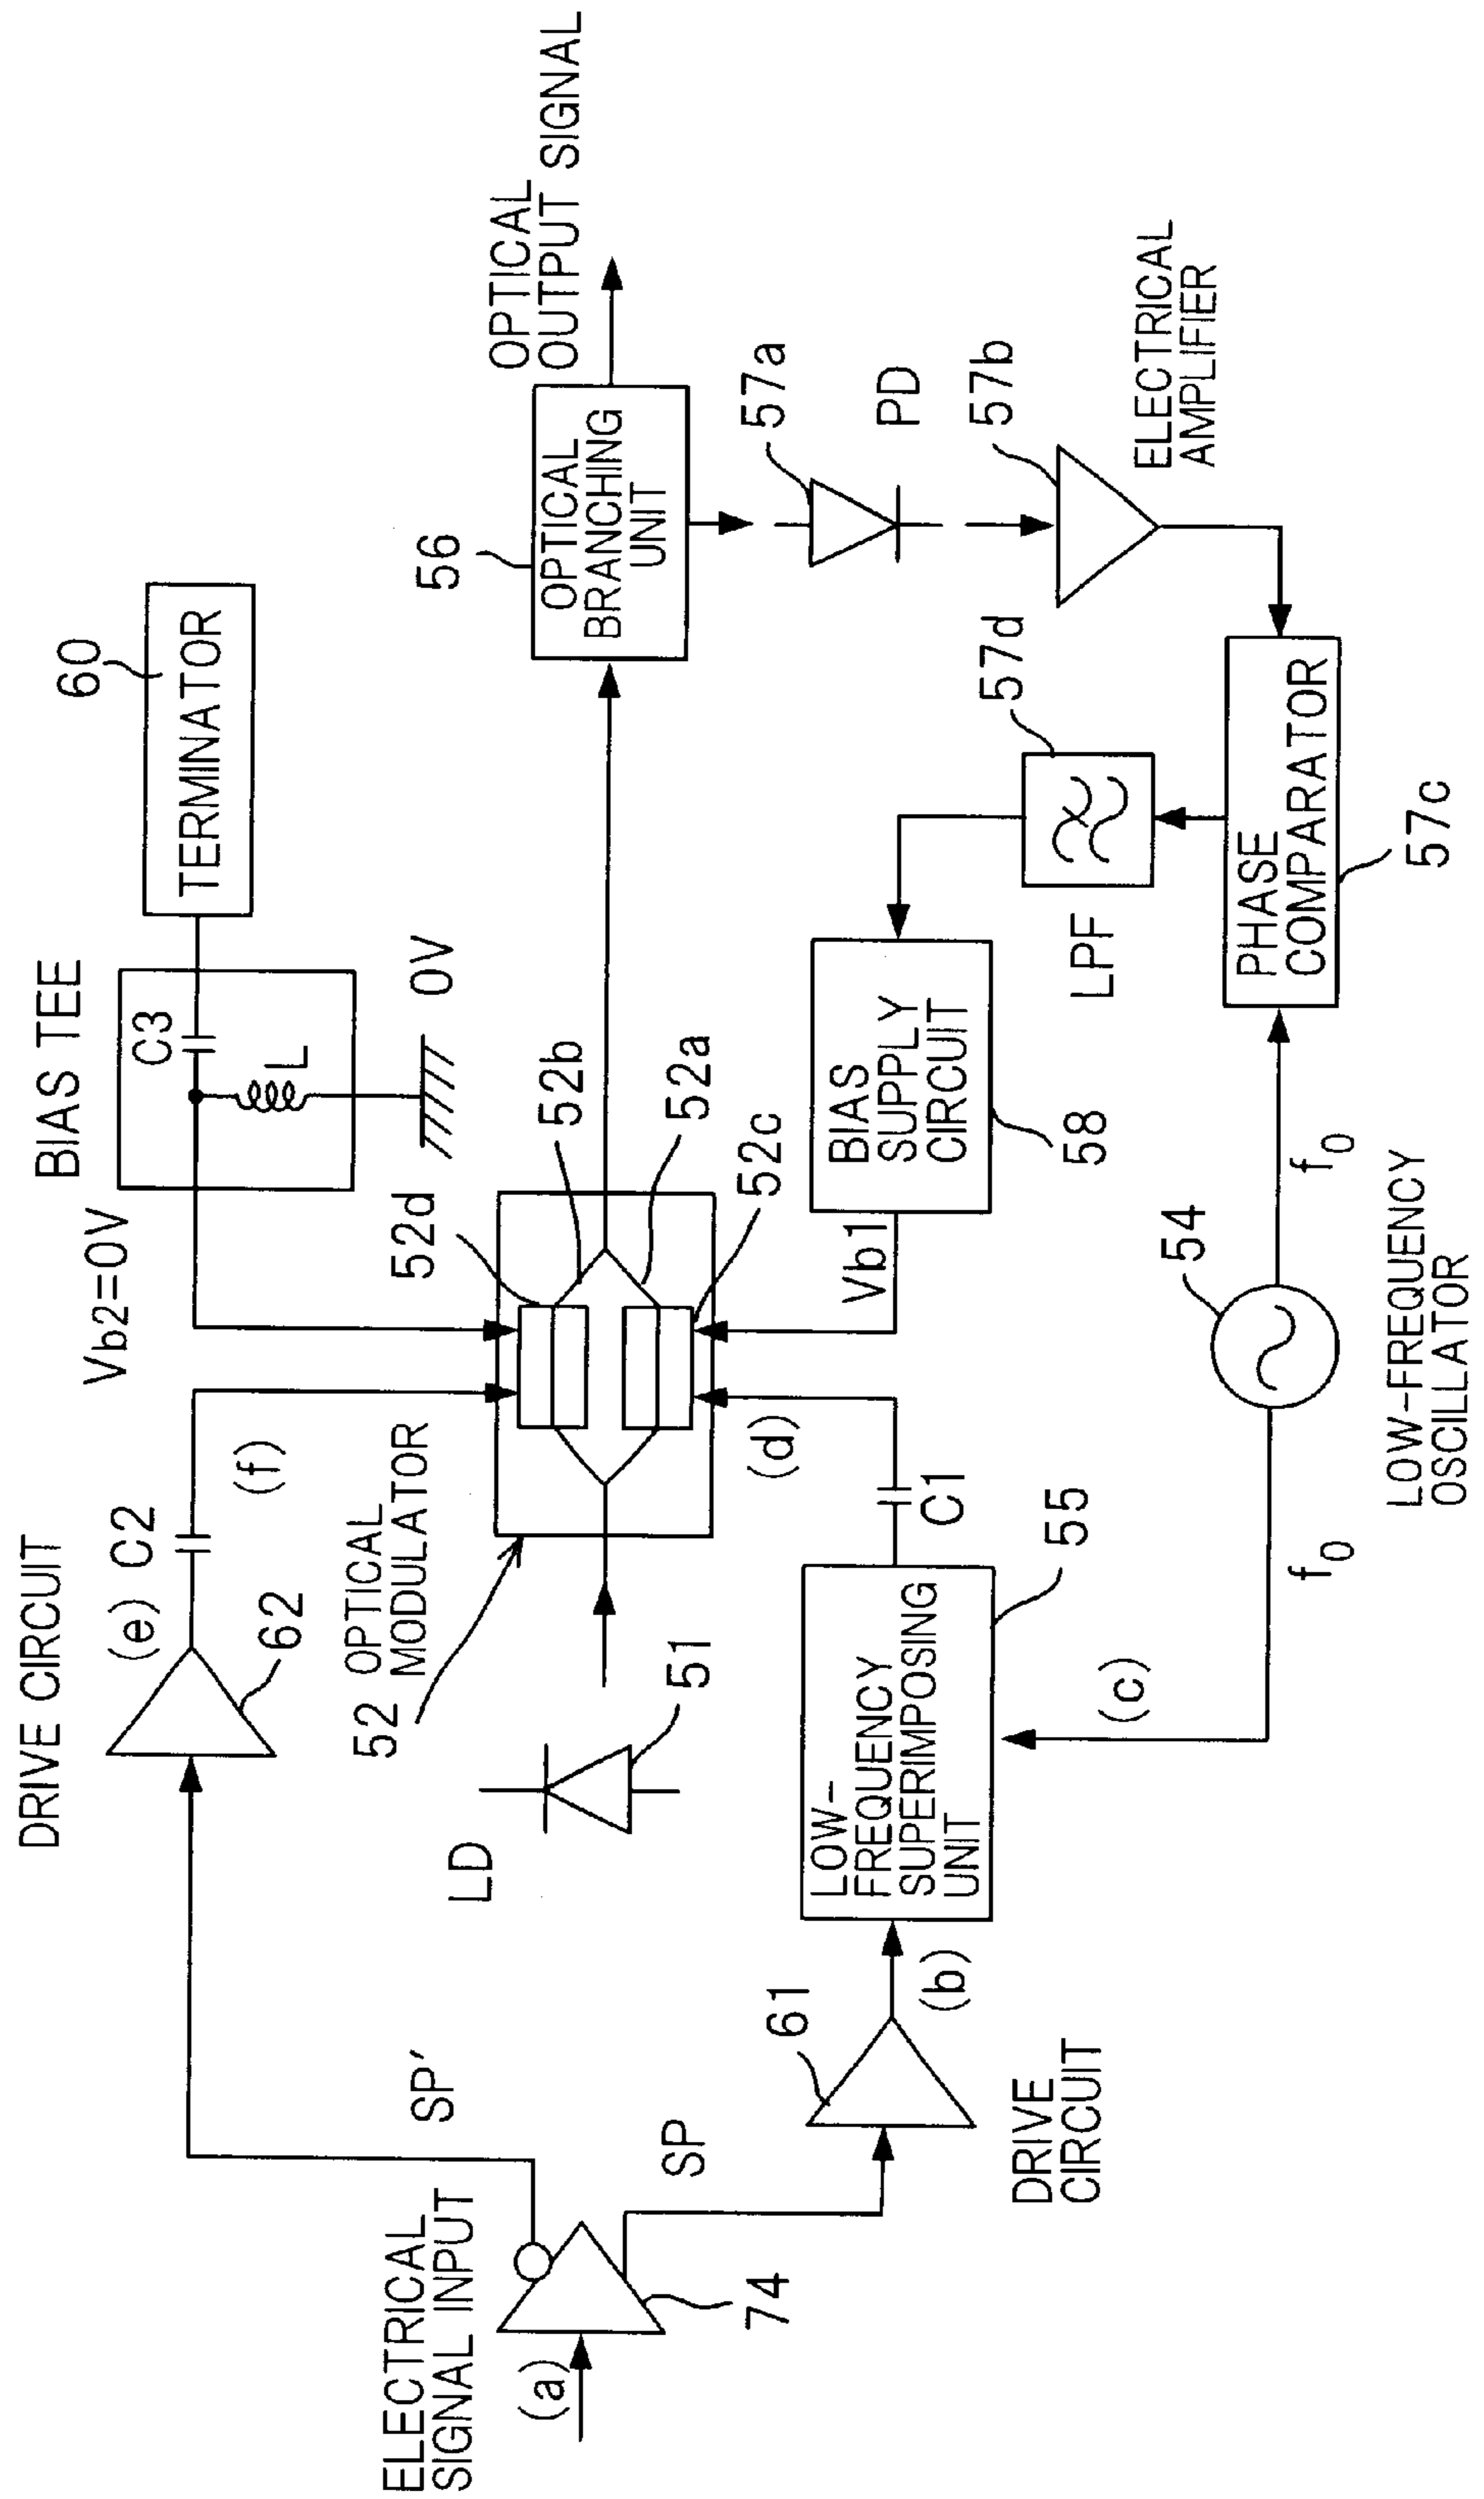 DRIVE CIRCUIT
(e) C2
62
(f)
Vb2=0V
BIAS TEE
C3
L
0V
60
TERMINATOR
SP'
ELECTRICAL
SIGNAL INPUT
(a)
74
SP
LD
51
52 OPTICAL
MODULATOR
52d
52b
52a
52c
56
OPTICAL
BRANCHING
UNIT
OPTICAL
OUTPUT SIGNAL
57a
PD
57b
ELECTRICAL
AMPLIFIER
61
(b)
DRIVE
CIRCUIT
LOW-
FREQUENCY
SUPERIMPOSING
UNIT
55
C1
(d)
Vb1
BIAS
SUPPLY
CIRCUIT
58
57d
LPF
PHASE
COMPARATOR
57c
(c)
f0
54
f0
LOW-FREQUENCY
OSCILLATOR